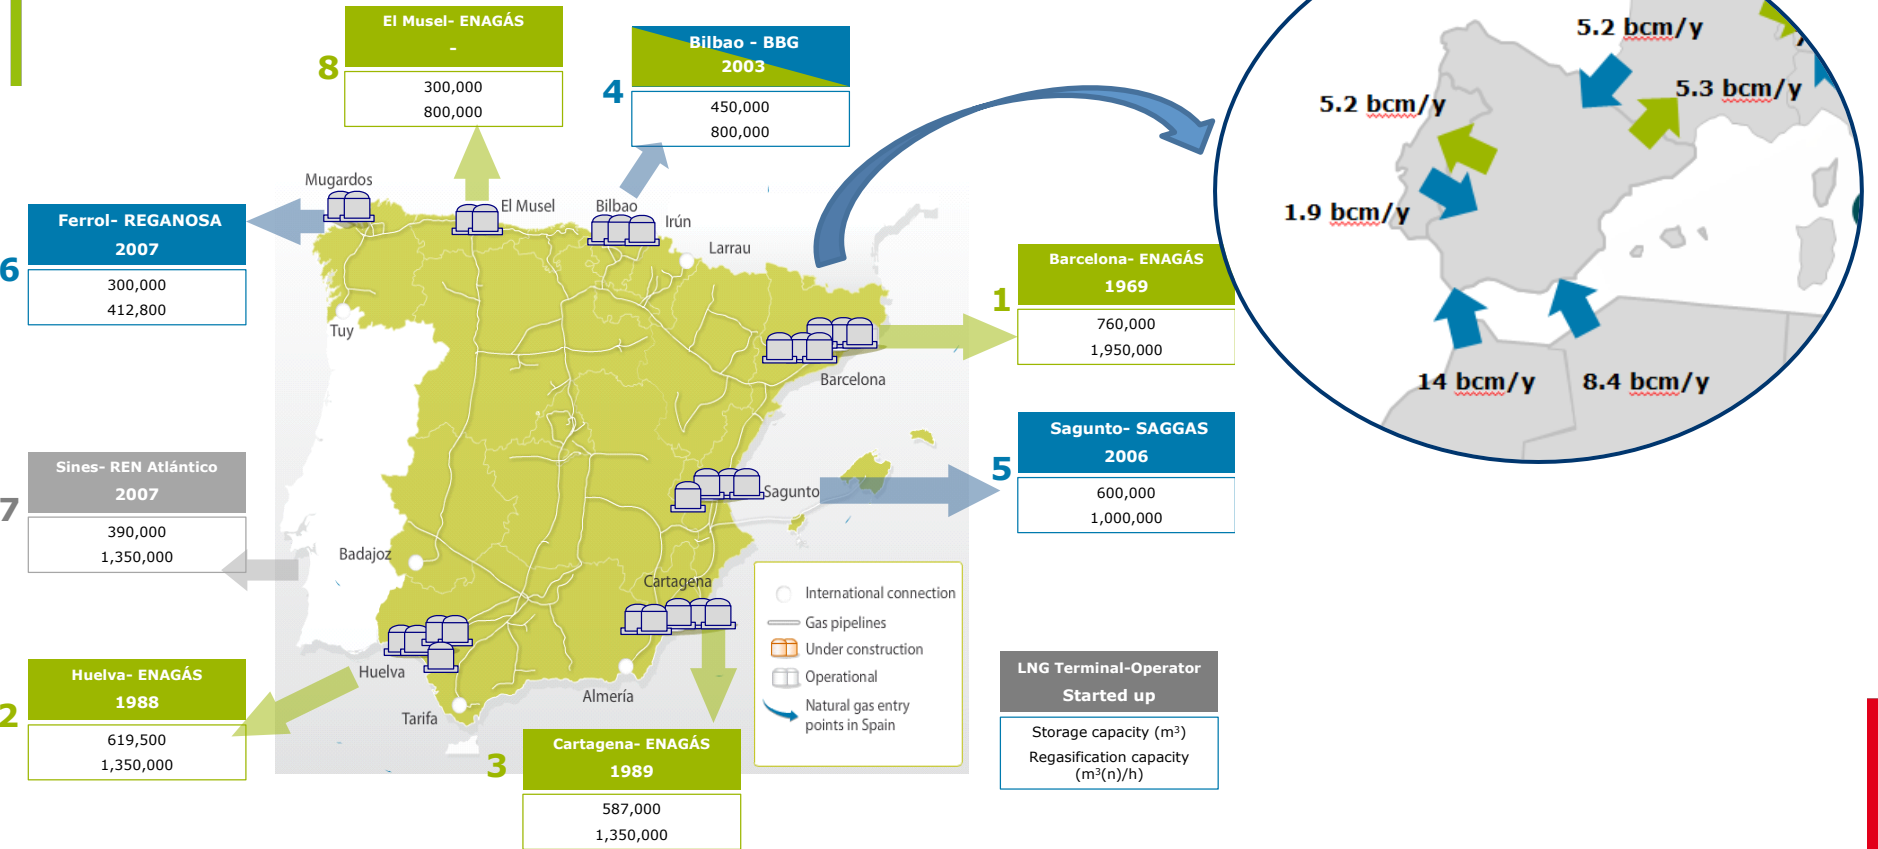 El Musel- ENAGÁS
-
8
300,000
800,000
Bilbao - BBG
2003
4
450,000
800,000
5.2 bcm/y
5.3 bcm/y
5.2 bcm/y
1.9 bcm/y
14 bcm/y
8.4 bcm/y
Mugardos
El Musel
Bilbao
Irún
Larrau
Ferrol- REGANOSA
2007
6
300,000
412,800
Tuy
Barcelona- ENAGÁS
1969
1
760,000
1,950,000
Barcelona
Sagunto- SAGGAS
2006
5
600,000
1,000,000
Sagunto
Sines- REN Atlántico
2007
7
390,000
1,350,000
Badajoz
Cartagena
International connection
Gas pipelines
Under construction
Operational
Natural gas entry
points in Spain
Huelva
Almería
Tarifa
Huelva- ENAGÁS
1988
2
619,500
1,350,000
Cartagena- ENAGÁS
1989
3
587,000
1,350,000
LNG Terminal-Operator
Started up
Storage capacity (m³)
Regasification capacity
(m³(n)/h)